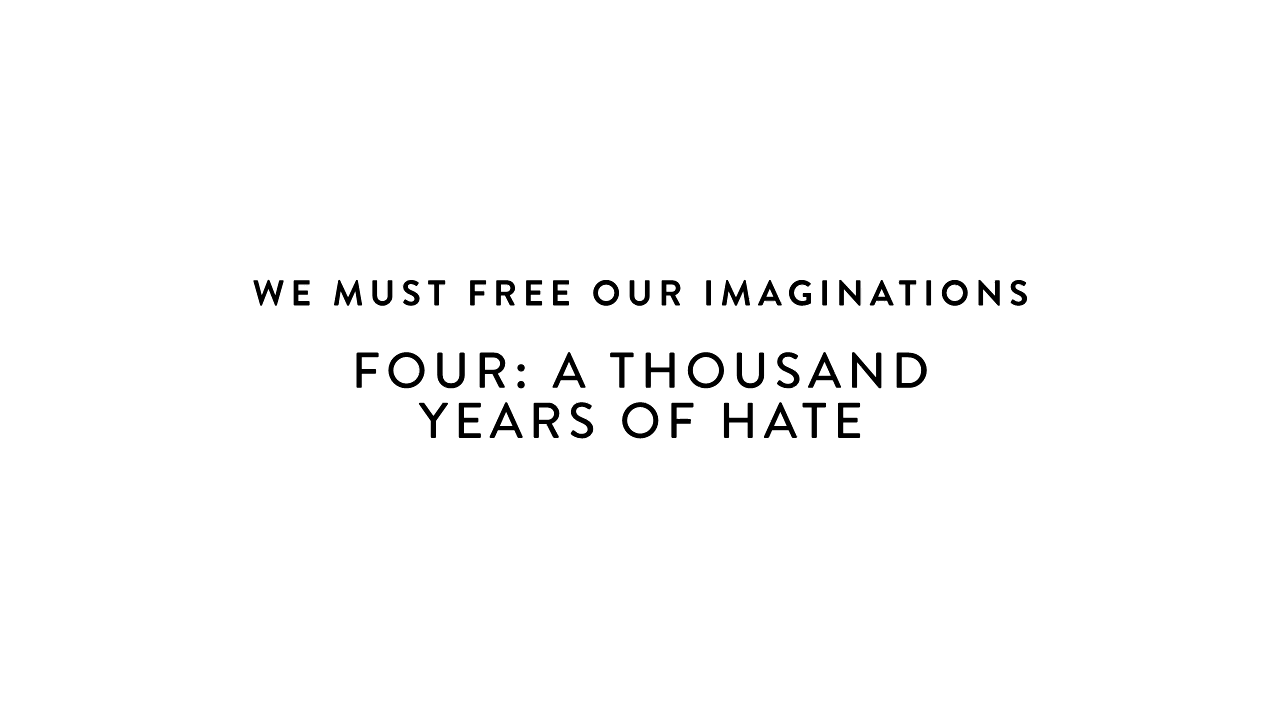 WE MUST FREE OUR IMAGINATIONS
FOUR: A THOUSAND
YEARS OF HATE